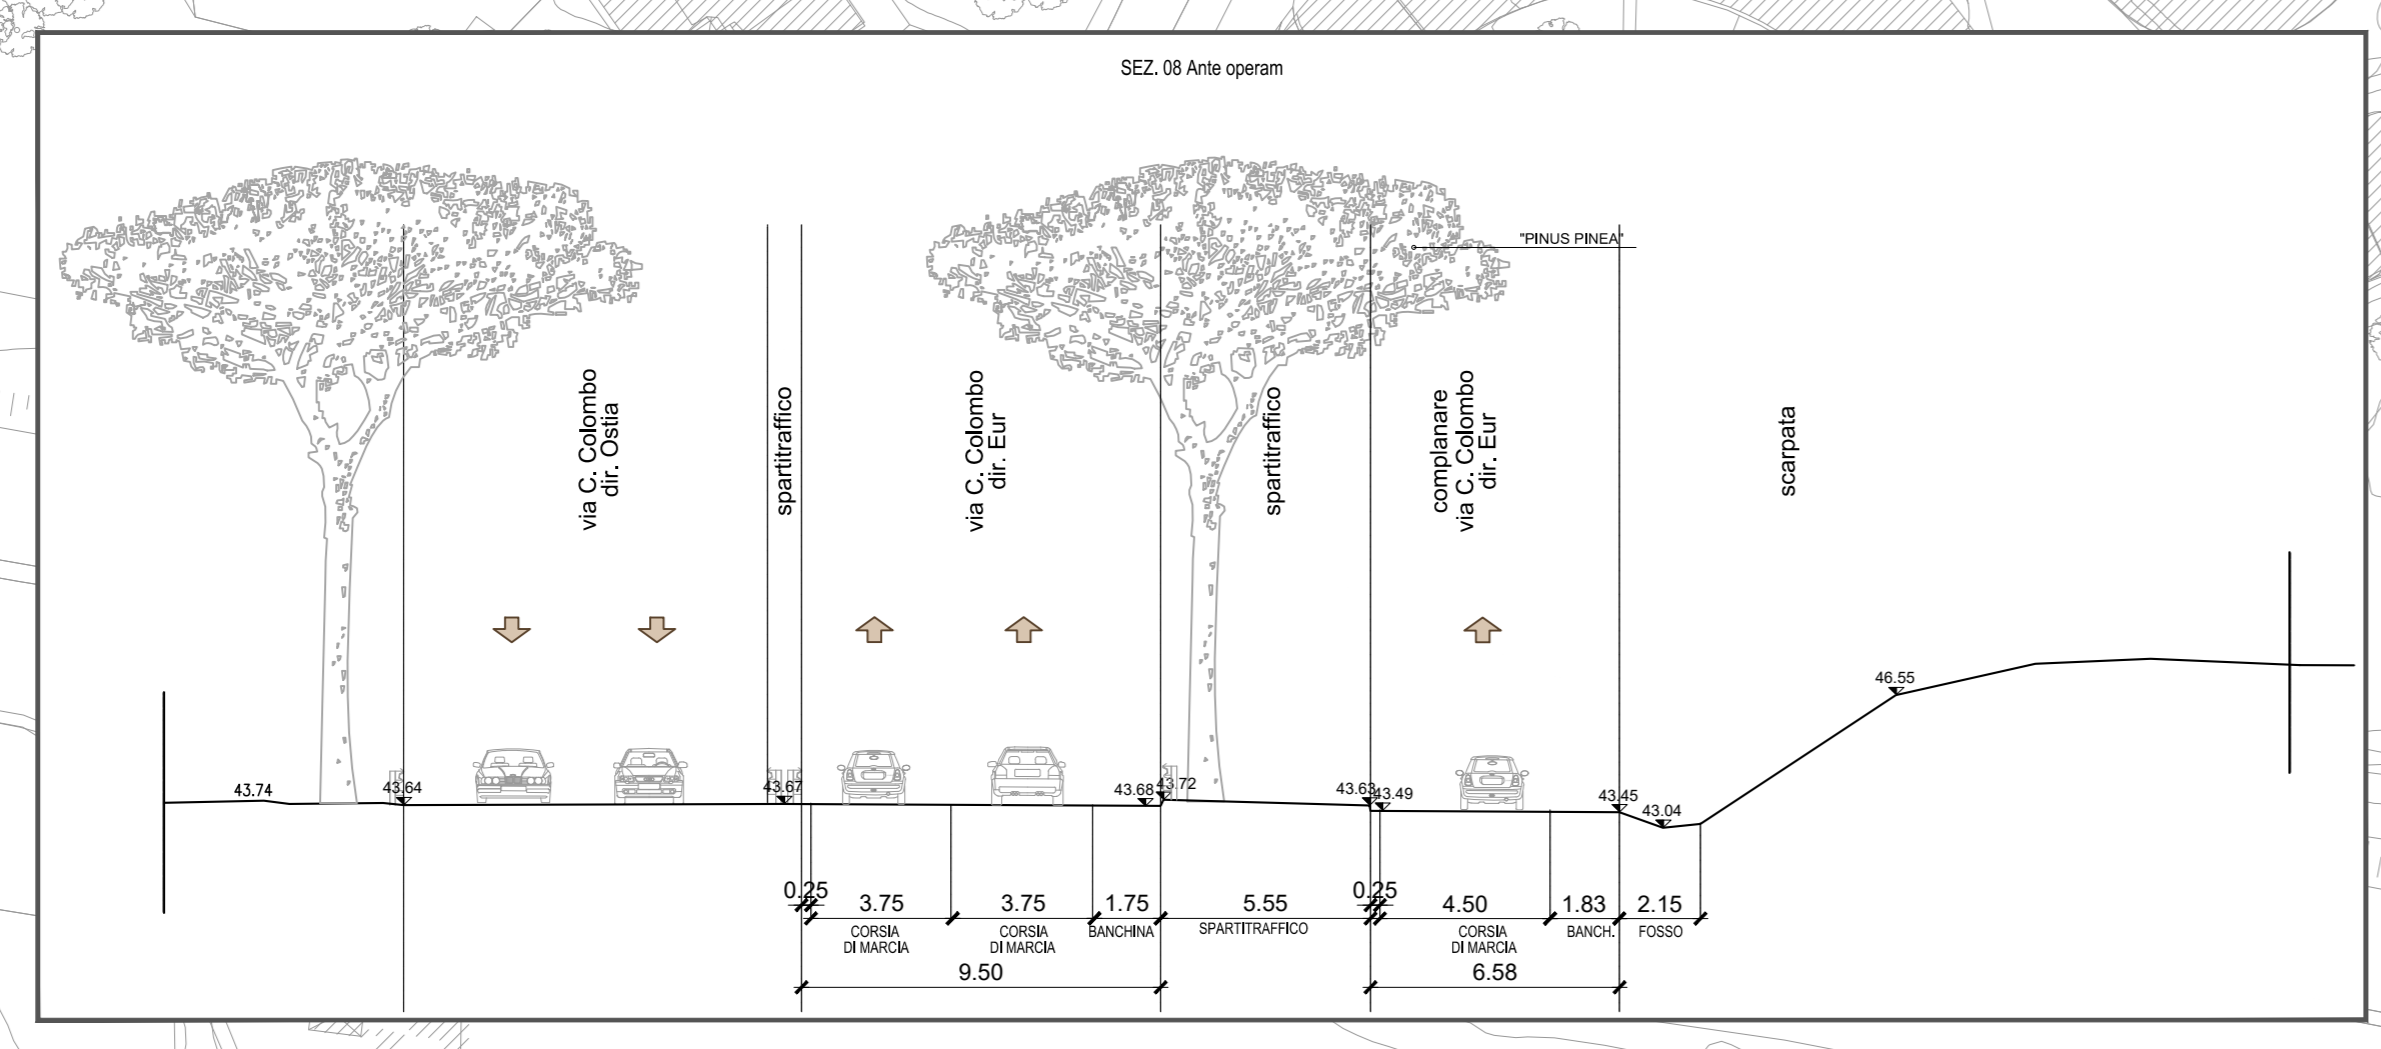 SEZ. 08 Ante operam
"PINUS PINEA"
via C. Colombo
dir. Ostia
spartitraffico
via C. Colombo
dir. Eur
spartitraffico
complanare
via C. Colombo
dir. Eur
scarpata
46.55
43.74
43.64
43.67
43.68
43.72
43.63
43.49
43.45
43.04
0.25
3.75
3.75
1.75
5.55
0.25
4.50
1.83
2.15
CORSIA
DI MARCIA
CORSIA
DI MARCIA
BANCHINA
SPARTITRAFFICO
CORSIA
DI MARCIA
BANCH.
FOSSO
9.50
6.58